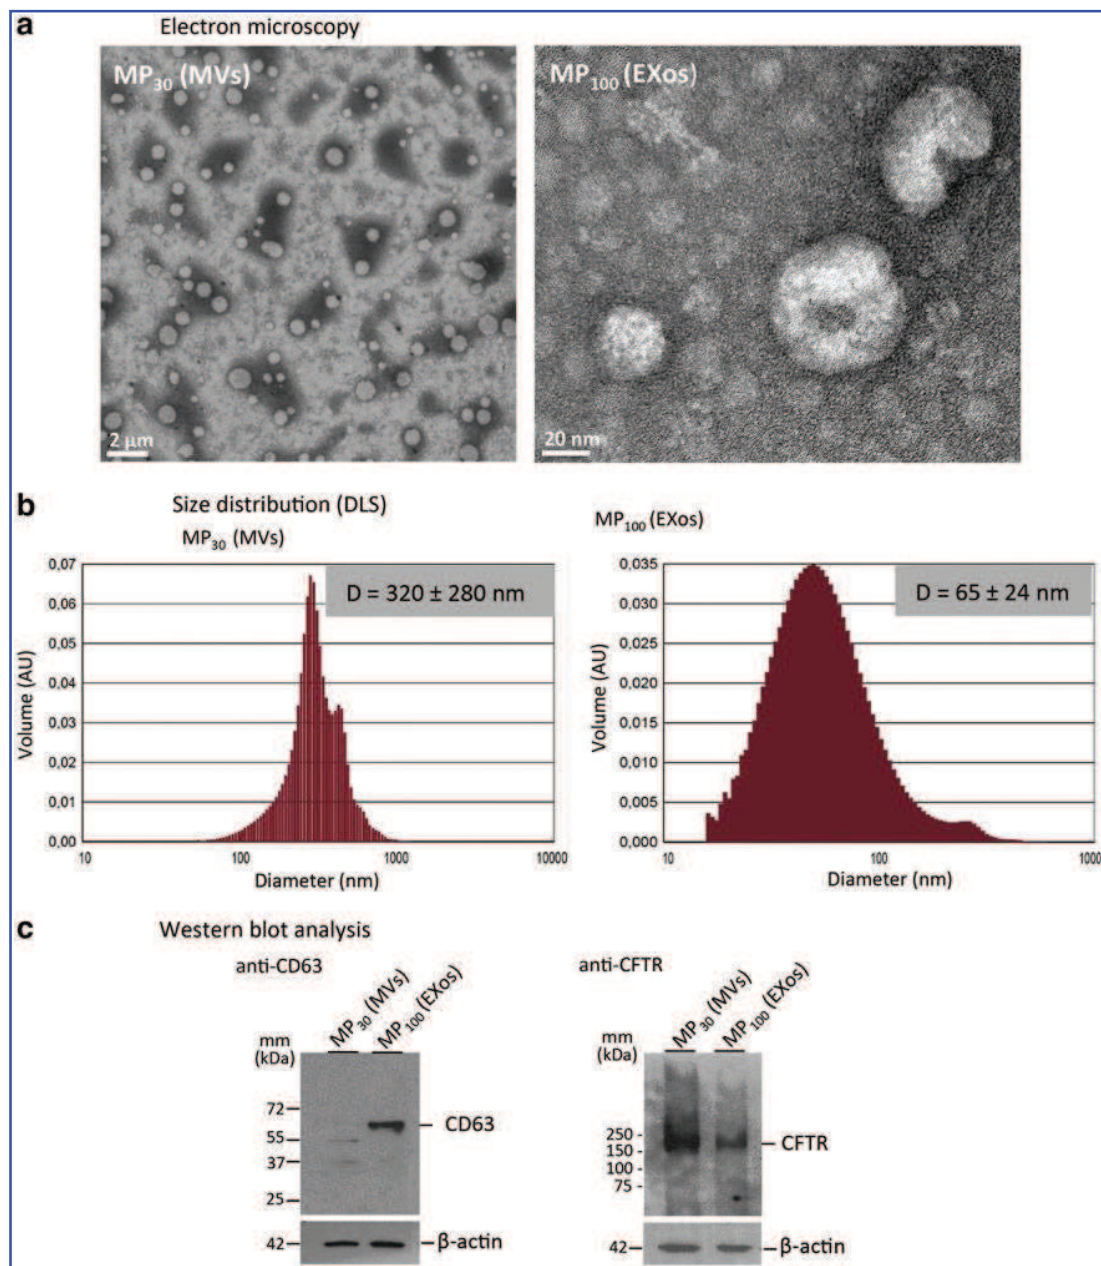 a
Electron microscopy
MP30 (MVs)
2 µm
MP100 (EXos)
20 nm
b
Size distribution (DLS)
MP30 (MVs)
D = 320 ± 280 nm
Volume (AU)
0,07
0,06
0,05
0,04
0,03
0,02
0,01
0,00
10
100
1000
10000
Diameter (nm)
MP100 (EXos)
D = 65 ± 24 nm
Volume (AU)
0,035
0,030
0,025
0,020
0,015
0,010
0,005
0,000
10
100
1000
Diameter (nm)
c
Western blot analysis
anti-CD63
MP30 (MVs)
MP100 (EXos)
mm
(kDa)
72
55
37
25
CD63
42
β-actin
anti-CFTR
MP30 (MVs)
MP100 (EXos)
mm
(kDa)
250
150
100
75
CFTR
42
β-actin